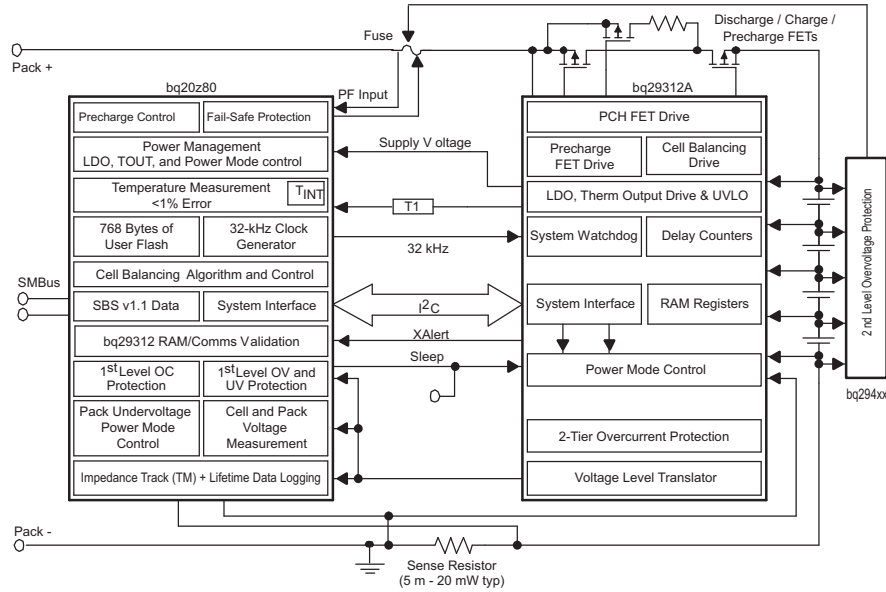 Discharge / Charge /
Precharge FETs
Fuse
Pack +
bq20z80
PF Input
bq29312A
Precharge Control
Fail-Safe Protection
PCH FET Drive
Power Management
LDO, TOUT, and Power Mode control
Supply V oltage
Precharge
FET Drive
Cell Balancing
Drive
Temperature Measurement
<1% Error
TINT
T1
LDO, Therm Output Drive & UVLO
768 Bytes of
User Flash
32-kHz Clock
Generator
32 kHz
System Watchdog
Delay Counters
2 nd Level Overvoltage Protection
Cell Balancing Algorithm and Control
SMBus
SBS v1.1 Data
System Interface
I2C
System Interface
RAM Registers
bq29312 RAM/Comms Validation
XAlert
Sleep
1st Level OC
Protection
1st Level OV and
UV Protection
Power Mode Control
bq294xx
Pack Undervoltage
Power Mode
Control
Cell and Pack
Voltage
Measurement
2-Tier Overcurrent Protection
Impedance Track (TM) + Lifetime Data Logging
Voltage Level Translator
Pack -
Sense Resistor
(5 m - 20 mW typ)